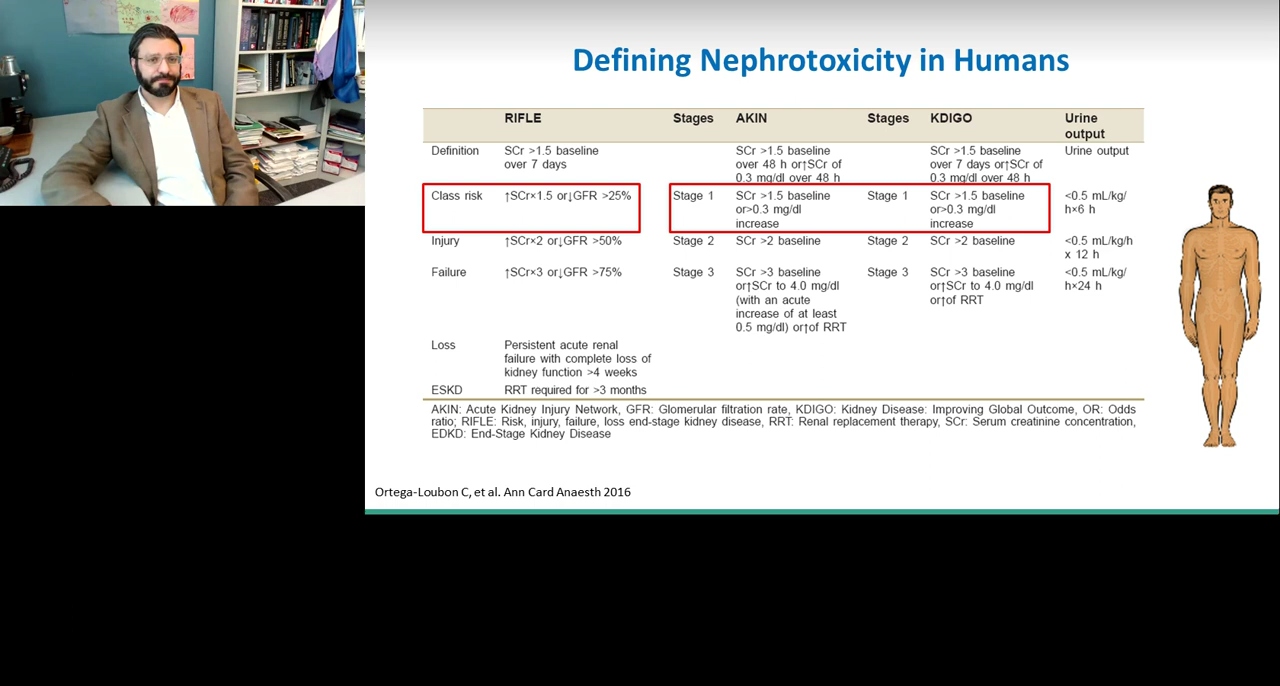 Defining Nephrotoxicity in Humans
RIFLE Stages AKIN Stages KDIGO Urine
output
Definition SCr >1.5 baseline SCr >1.5 baseline SCr >1.5 baseline Urine output
over 7 days over 48 h or↑SCr of over 7 days or↑SCr of
0.3 mg/dl over 48 h 0.3 mg/dl over 48 h
Class risk ↑SCr×1.5 or↓GFR >25% Stage 1 SCr >1.5 baseline Stage 1 SCr >1.5 baseline <0.5 mL/kg/
or>0.3 mg/dl or>0.3 mg/dl h×6 h
increase increase
Injury ↑SCr×2 or↓GFR >50% Stage 2 SCr >2 baseline Stage 2 SCr >2 baseline <0.5 mL/kg/h
x 12 h
Failure ↑SCr×3 or↓GFR >75% Stage 3 SCr >3 baseline Stage 3 SCr >3 baseline <0.5 mL/kg/
or↑SCr to 4.0 mg/dl or↑SCr to 4.0 mg/dl h×24 h
(with an acute or↑of RRT
increase of at least
0.5 mg/dl) or↑of RRT
Loss Persistent acute renal
failure with complete loss of
kidney function >4 weeks
ESKD RRT required for >3 months
AKIN: Acute Kidney Injury Network, GFR: Glomerular filtration rate, KDIGO: Kidney Disease: Improving Global Outcome, OR: Odds
ratio; RIFLE: Risk, injury, failure, loss end-stage kidney disease, RRT: Renal replacement therapy, SCr: Serum creatinine concentration,
EDKD: End-Stage Kidney Disease
Ortega-Loubon C, et al. Ann Card Anaesth 2016